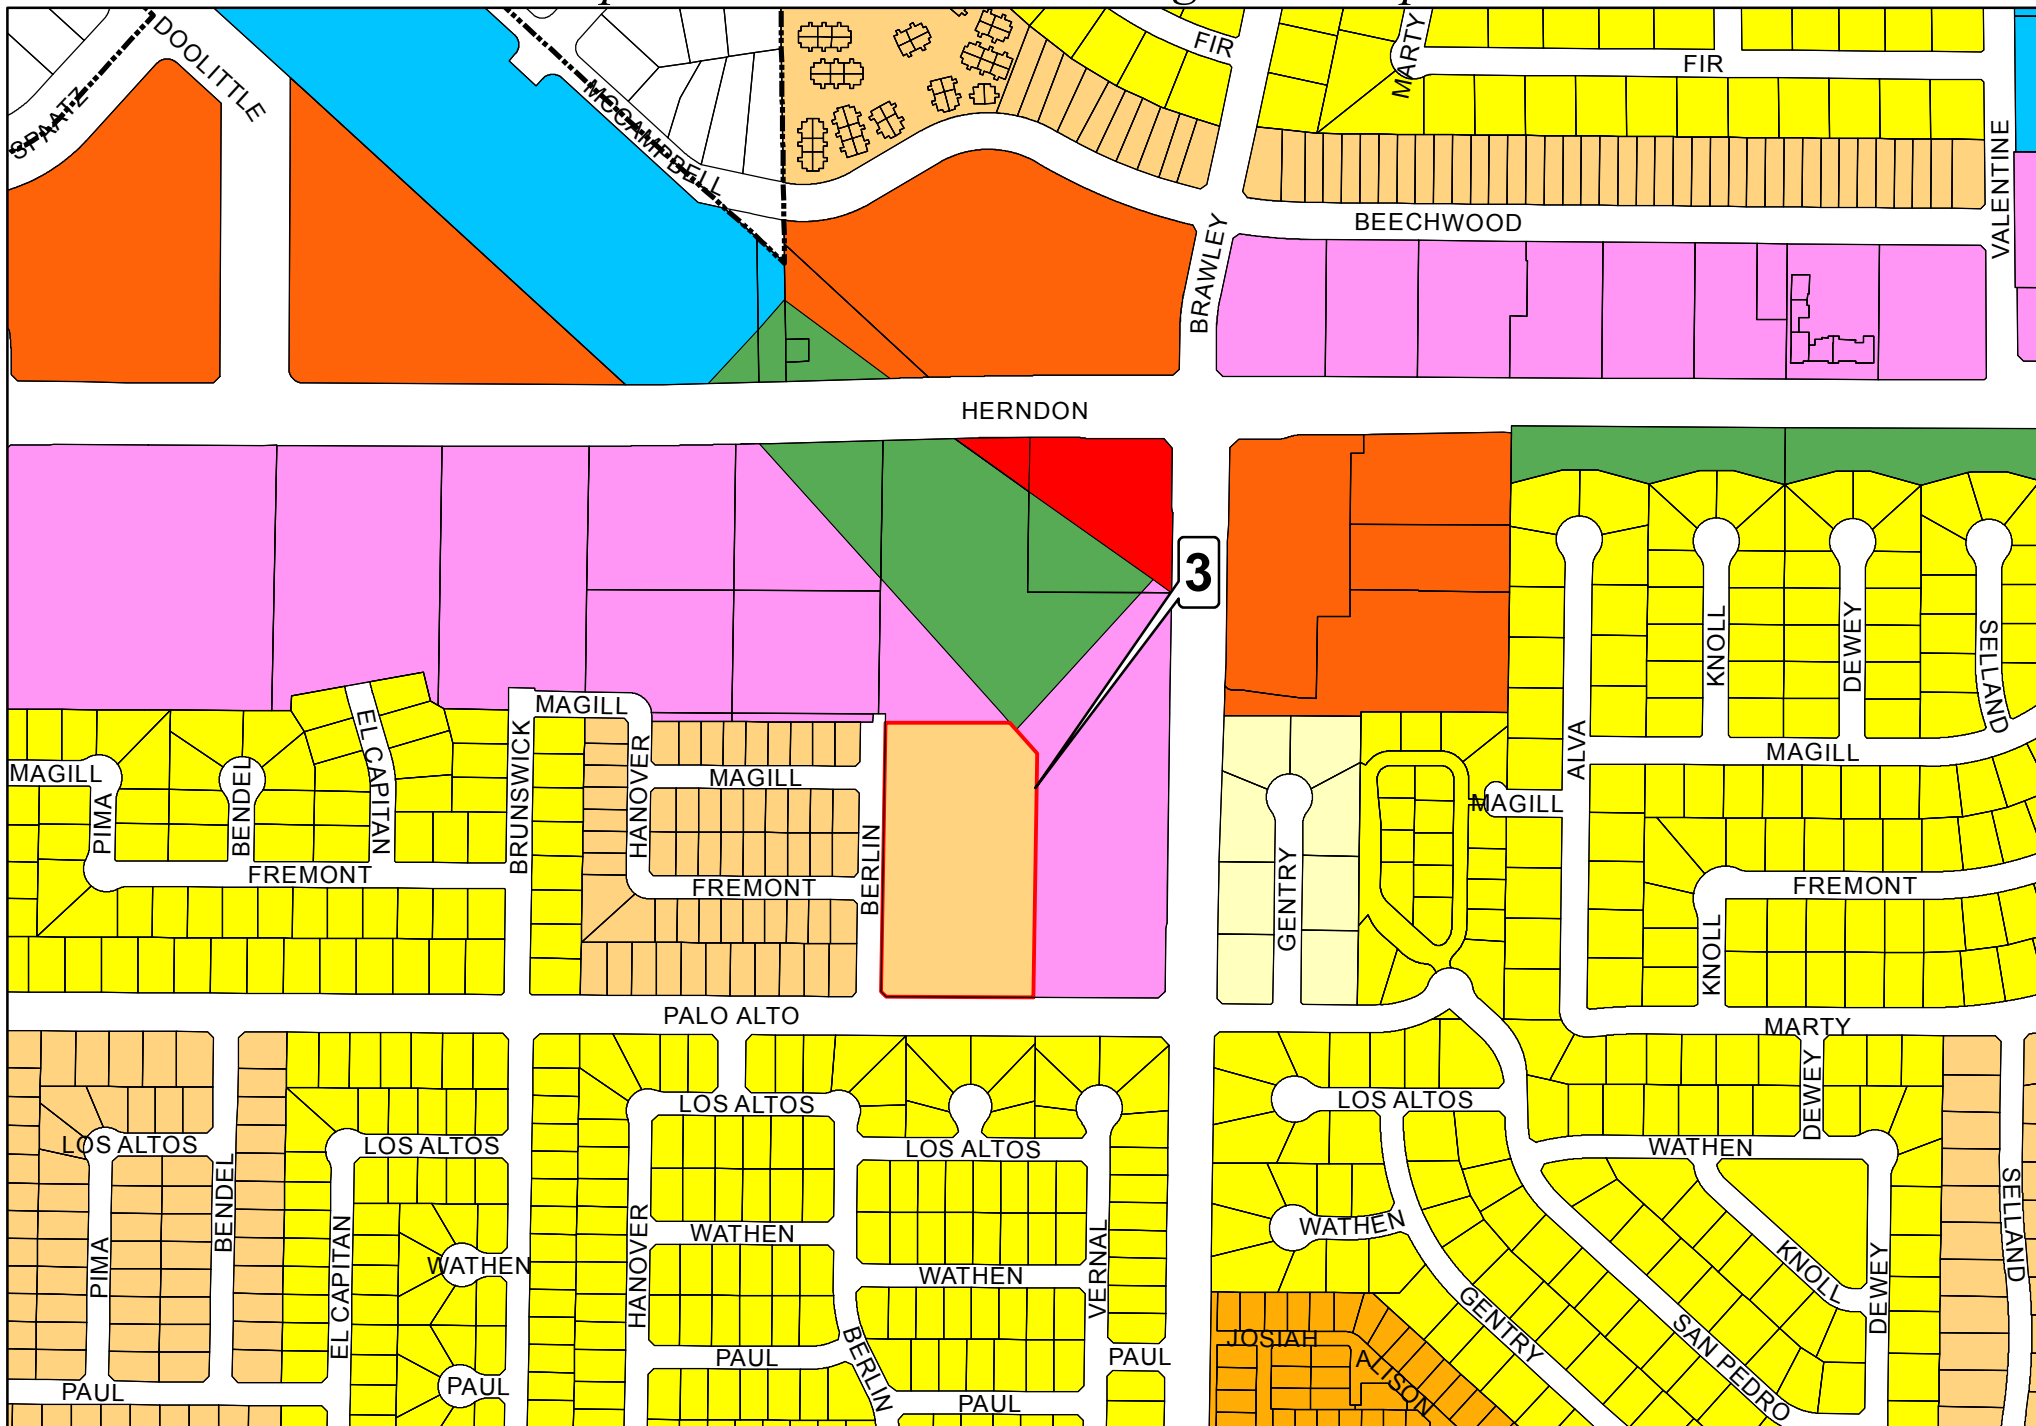 DOOLITTLE
SPAATZ
MCCAMPBELL
FIR
MARTY
FIR
VALENTINE
BEECHWOOD
BRAWLEY
HERNDON
3
KNOLL
DEWEY
SELLAND
MAGILL
EL CAPITAN
BRUNSWICK
HANOVER
ALVA
MAGILL
MAGILL
MAGILL
MAGILL
PIMA
BENDEL
BERLIN
GENTRY
FREMONT
FREMONT
FREMONT
KNOLL
PALO ALTO
MARTY
DEWEY
LOS ALTOS
LOS ALTOS
LOS ALTOS
LOS ALTOS
LOS ALTOS
WATHEN
BENDEL
SELLAND
PIMA
EL CAPITAN
WATHEN
HANOVER
WATHEN
WATHEN
VERNAL
WATHEN
KNOLL
DEWEY
GENTRY
SAN PEDRO
JOSIAH
ALISON
PAUL
PAUL
PAUL
BERLIN
PAUL
PAUL